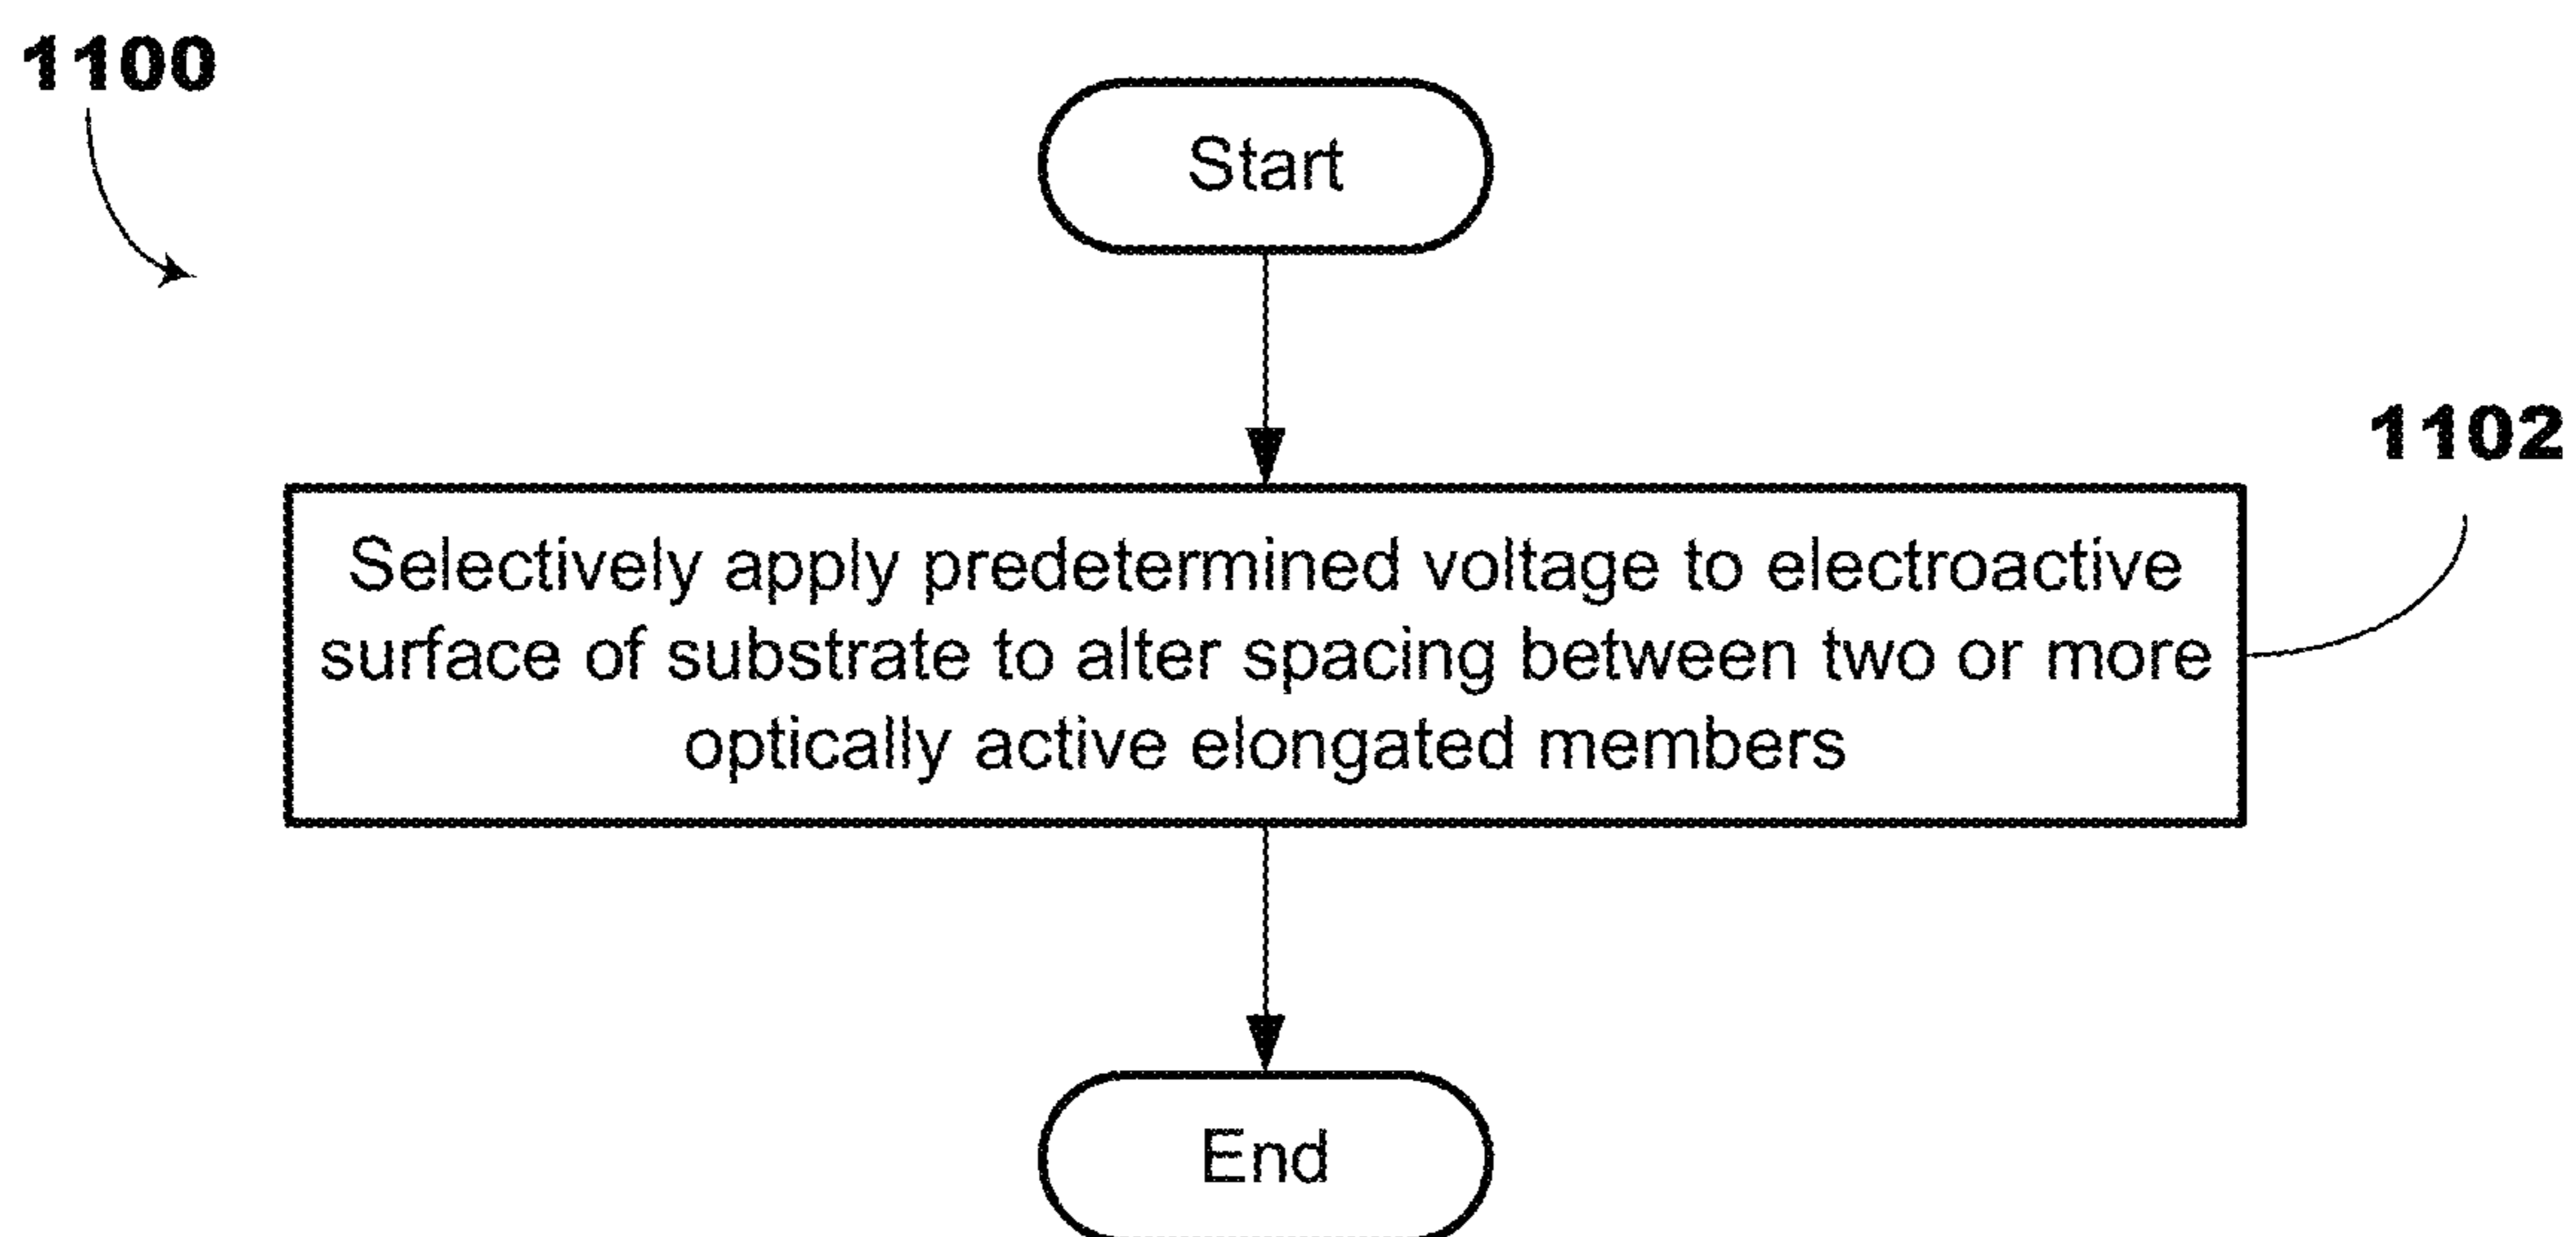 1100
Start
1102
Selectively apply predetermined voltage to electroactive
surface of substrate to alter spacing between two or more
optically active elongated members
End